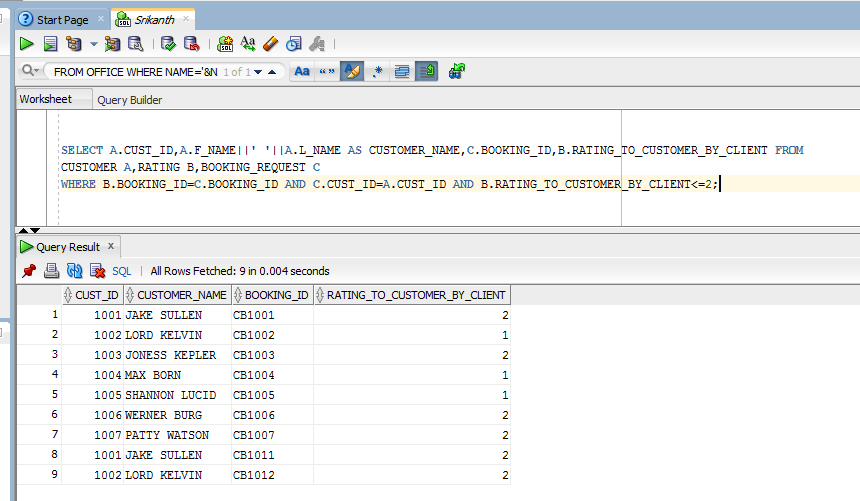 Start Page
Srikanth
FROM OFFICE WHERE NAME='&N 1 of 1 Aa “ ” .*
Worksheet Query Builder
SELECT A.CUST_ID,A.F_NAME||' '||A.L_NAME AS CUSTOMER_NAME,C.BOOKING_ID,B.RATING_TO_CUSTOMER_BY_CLIENT FROM
CUSTOMER A,RATING B,BOOKING_REQUEST C
WHERE B.BOOKING_ID=C.BOOKING_ID AND C.CUST_ID=A.CUST_ID AND B.RATING_TO_CUSTOMER_BY_CLIENT<=2;
Query Result x
SQL | All Rows Fetched: 9 in 0.004 seconds
CUST_ID CUSTOMER_NAME BOOKING_ID RATING_TO_CUSTOMER_BY_CLIENT
1 1001 JAKE SULLEN CB1001 2
2 1002 LORD KELVIN CB1002 1
3 1003 JONESS KEPLER CB1003 2
4 1004 MAX BORN CB1004 1
5 1005 SHANNON LUCID CB1005 1
6 1006 WERNER BURG CB1006 2
7 1007 PATTY WATSON CB1007 2
8 1001 JAKE SULLEN CB1011 2
9 1002 LORD KELVIN CB1012 2